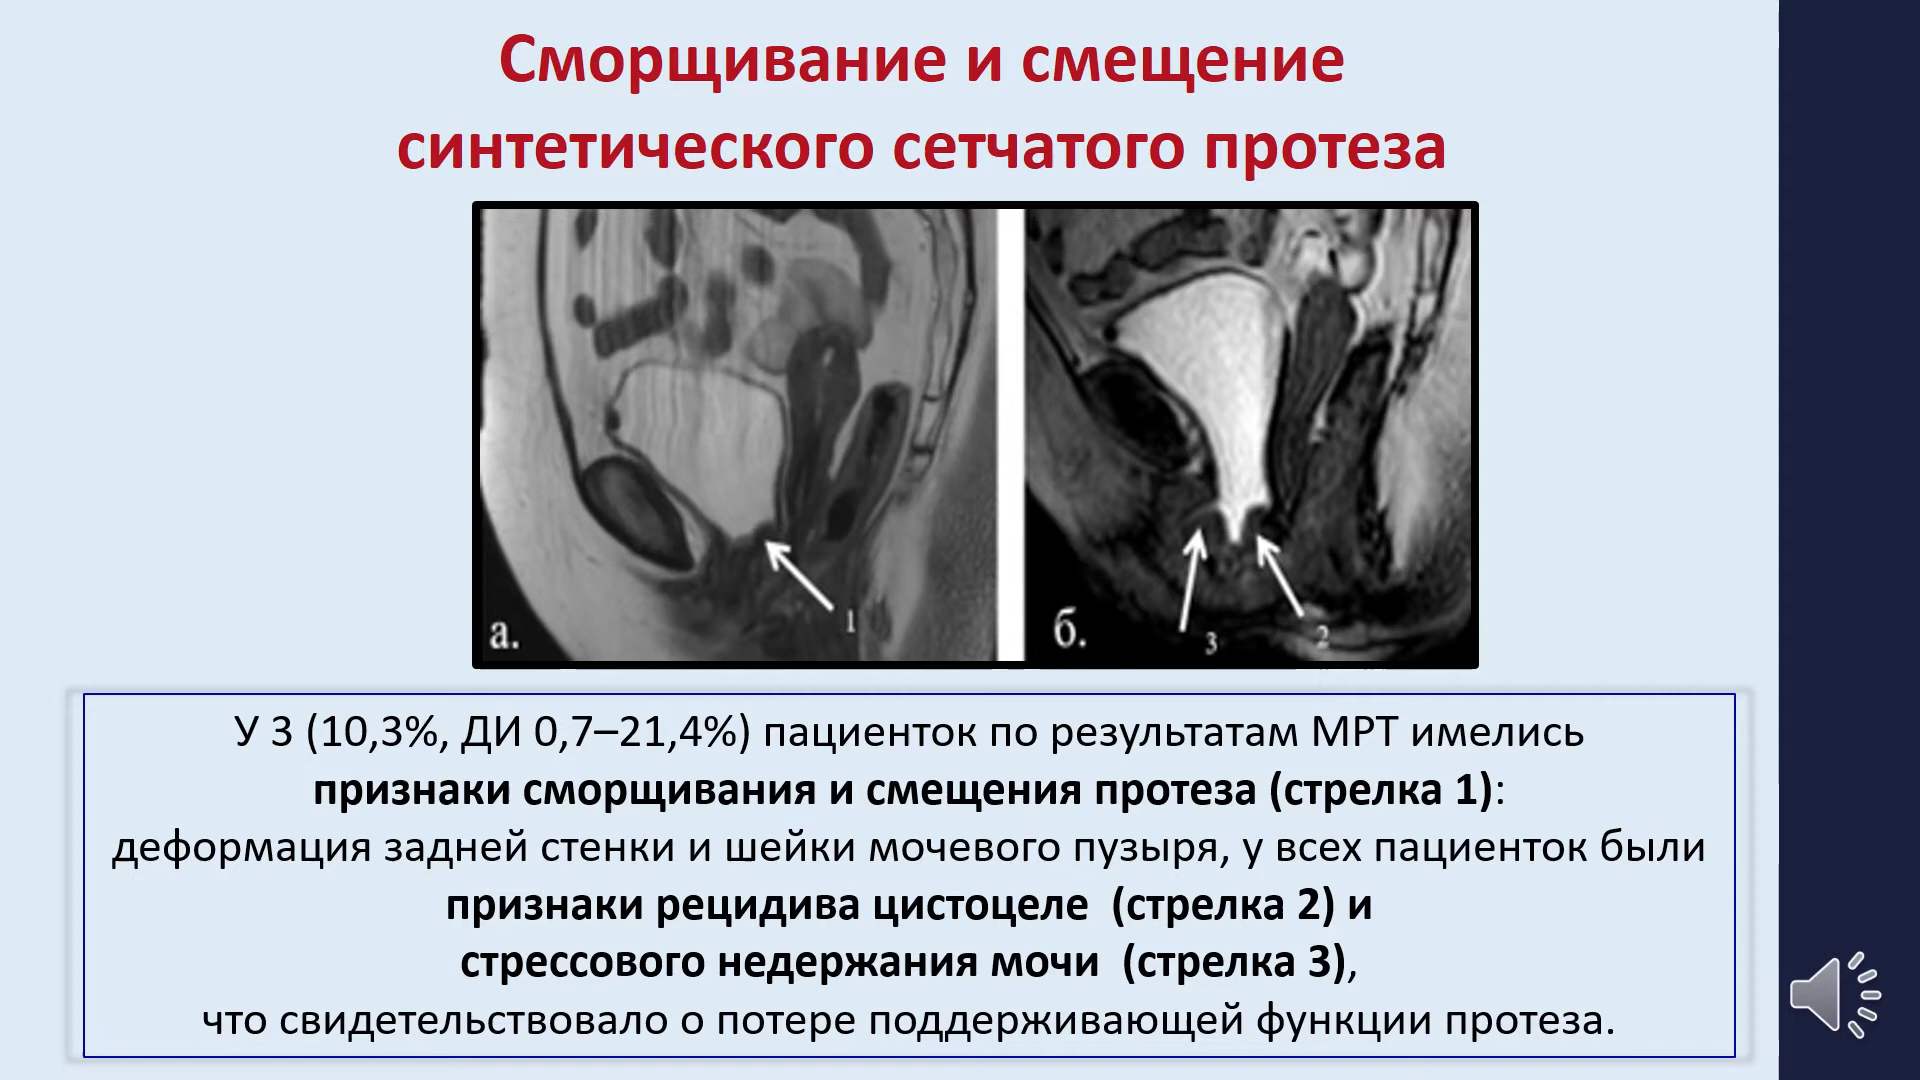 Сморщивание и смещение
синтетического сетчатого протеза
а.
1
б.
3
2
У 3 (10,3%, ДИ 0,7–21,4%) пациенток по результатам МРТ имелись
признаки сморщивания и смещения протеза (стрелка 1):
деформация задней стенки и шейки мочевого пузыря, у всех пациенток были
признаки рецидива цистоцеле (стрелка 2) и
стрессового недержания мочи (стрелка 3),
что свидетельствовало о потере поддерживающей функции протеза.